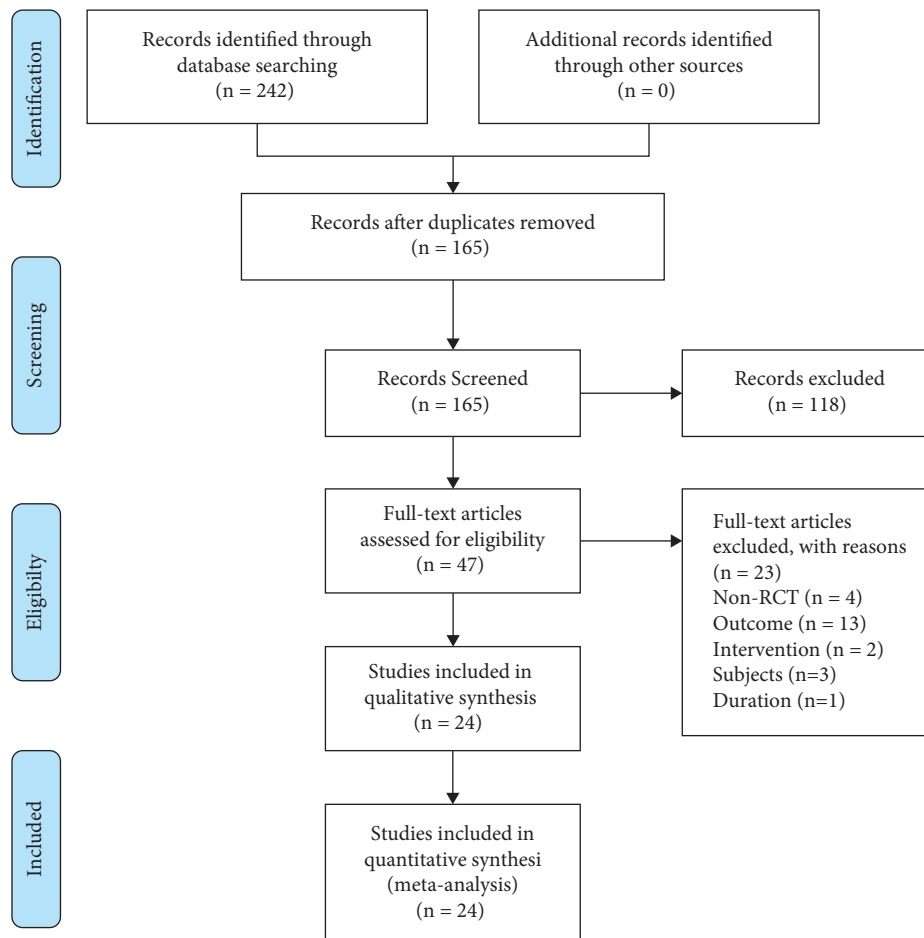 Identification
Records identified through
database searching
(n = 242)
Additional records identified
through other sources
(n = 0)
Records after duplicates removed
(n = 165)
Screening
Records Screened
(n = 165)
Records excluded
(n = 118)
Eligibilty
Full-text articles
assessed for eligibility
(n = 47)
Full-text articles
excluded, with reasons
(n = 23)
Non-RCT (n = 4)
Outcome (n = 13)
Intervention (n = 2)
Subjects (n=3)
Duration (n=1)
Studies included in
qualitative synthesis
(n = 24)
Included
Studies included in
quantitative synthesi
(meta-analysis)
n = 24)